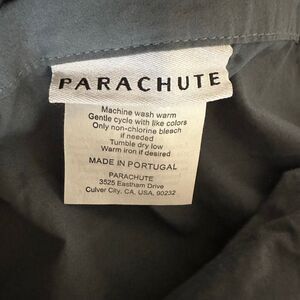 PARACHUTE
Machine wash warm
Gentle cycle with like colors
Only non-chlorine bleach
if needed
Tumble dry low
Warm iron if desired
MADE IN PORTUGAL
PARACHUTE
3525 Eastham Drive
Culver City, CA, USA, 90232